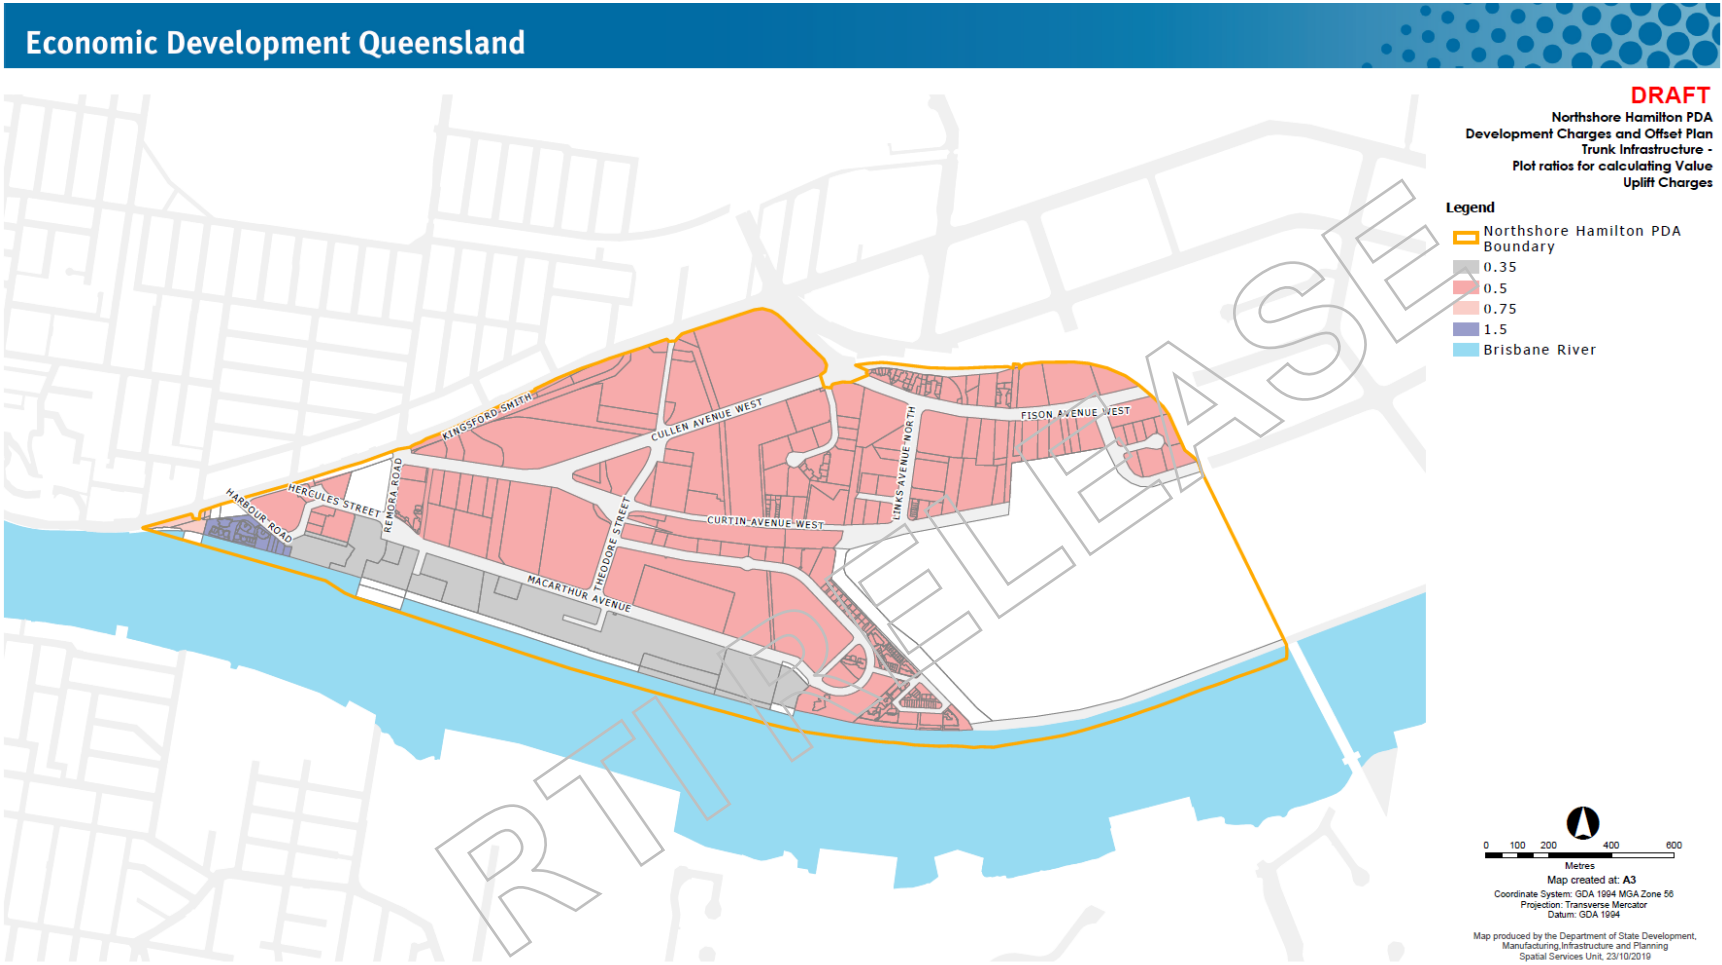 Economic Development Queensland
DRAFT
Northshore Hamilton PDA
Development Charges and Offset Plan
Trunk Infrastructure -
Plot ratios for calculating Value
Uplift Charges
Legend
Northshore Hamilton PDA
Boundary
0.35
0.5
0.75
1.5
Brisbane River
KINGSFORD SMITH
CULLEN AVENUE WEST
FISON AVENUE WEST
LINKS AVENUE NORTH
REMORA ROAD
HERCULES STREET
HARBOUR ROAD
CURTIN AVENUE WEST
THEODORE STREET
MACARTHUR AVENUE
RTIP RELEASE
0 100 200 400 600
Metres
Map created at: A3
Coordinate System: GDA 1994 MGA Zone 56
Projection: Transverse Mercator
Datum: GDA 1994
Map produced by the Department of State Development,
Manufacturing,Infrastructure and Planning
Spatial Services Unit, 23/10/2019